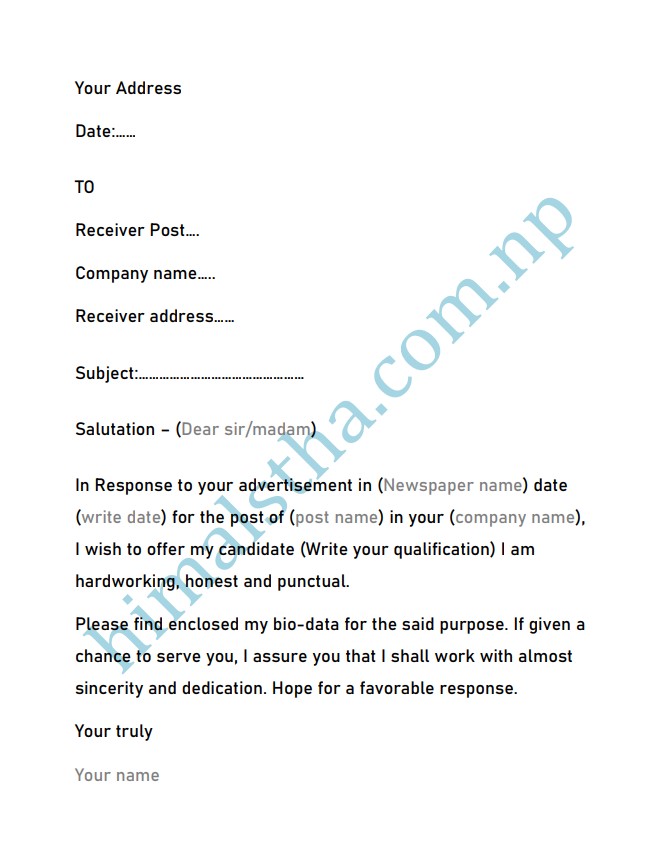 Your Address
Date:......
TO
Receiver Post....
Company name.....
Receiver address......
Subject:................................................
Salutation – (Dear sir/madam)
In Response to your advertisement in (Newspaper name) date
(write date) for the post of (post name) in your (company name),
I wish to offer my candidate (Write your qualification) I am
hardworking, honest and punctual.
Please find enclosed my bio-data for the said purpose. If given a
chance to serve you, I assure you that I shall work with almost
sincerity and dedication. Hope for a favorable response.
Your truly
Your name
himalstha.com.np